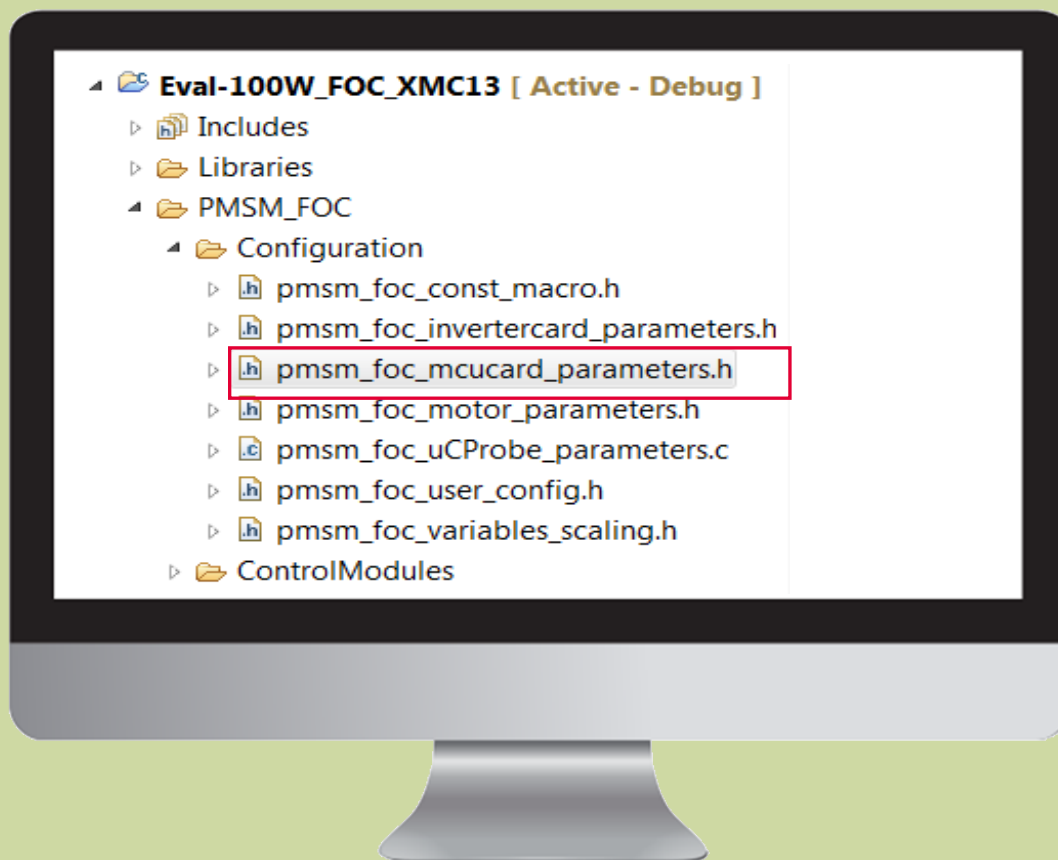 Eval-100W_FOC_XMC13 [ Active - Debug ]
Includes
Libraries
PMSM_FOC
Configuration
pmsm_foc_const_macro.h
pmsm_foc_invertercard_parameters.h
pmsm_foc_mcucard_parameters.h
pmsm_foc_motor_parameters.h
pmsm_foc_uCProbe_parameters.c
pmsm_foc_user_config.h
pmsm_foc_variables_scaling.h
ControlModules